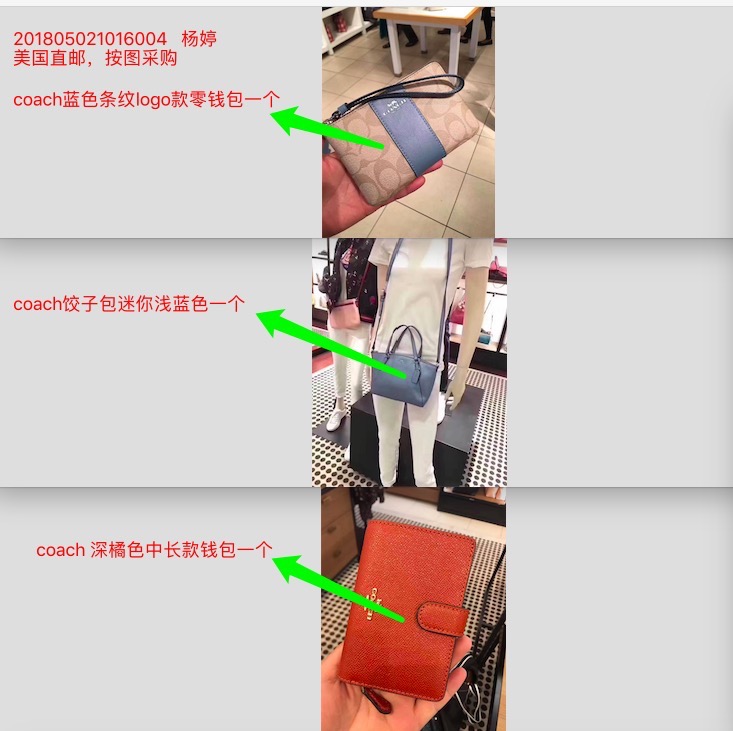 201805021016004 杨婷
美国直邮，按图采购
coach蓝色条纹logo款零钱包一个
COACH
coach饺子包迷你浅蓝色一个
coach 深橘色中长款钱包一个
COACH